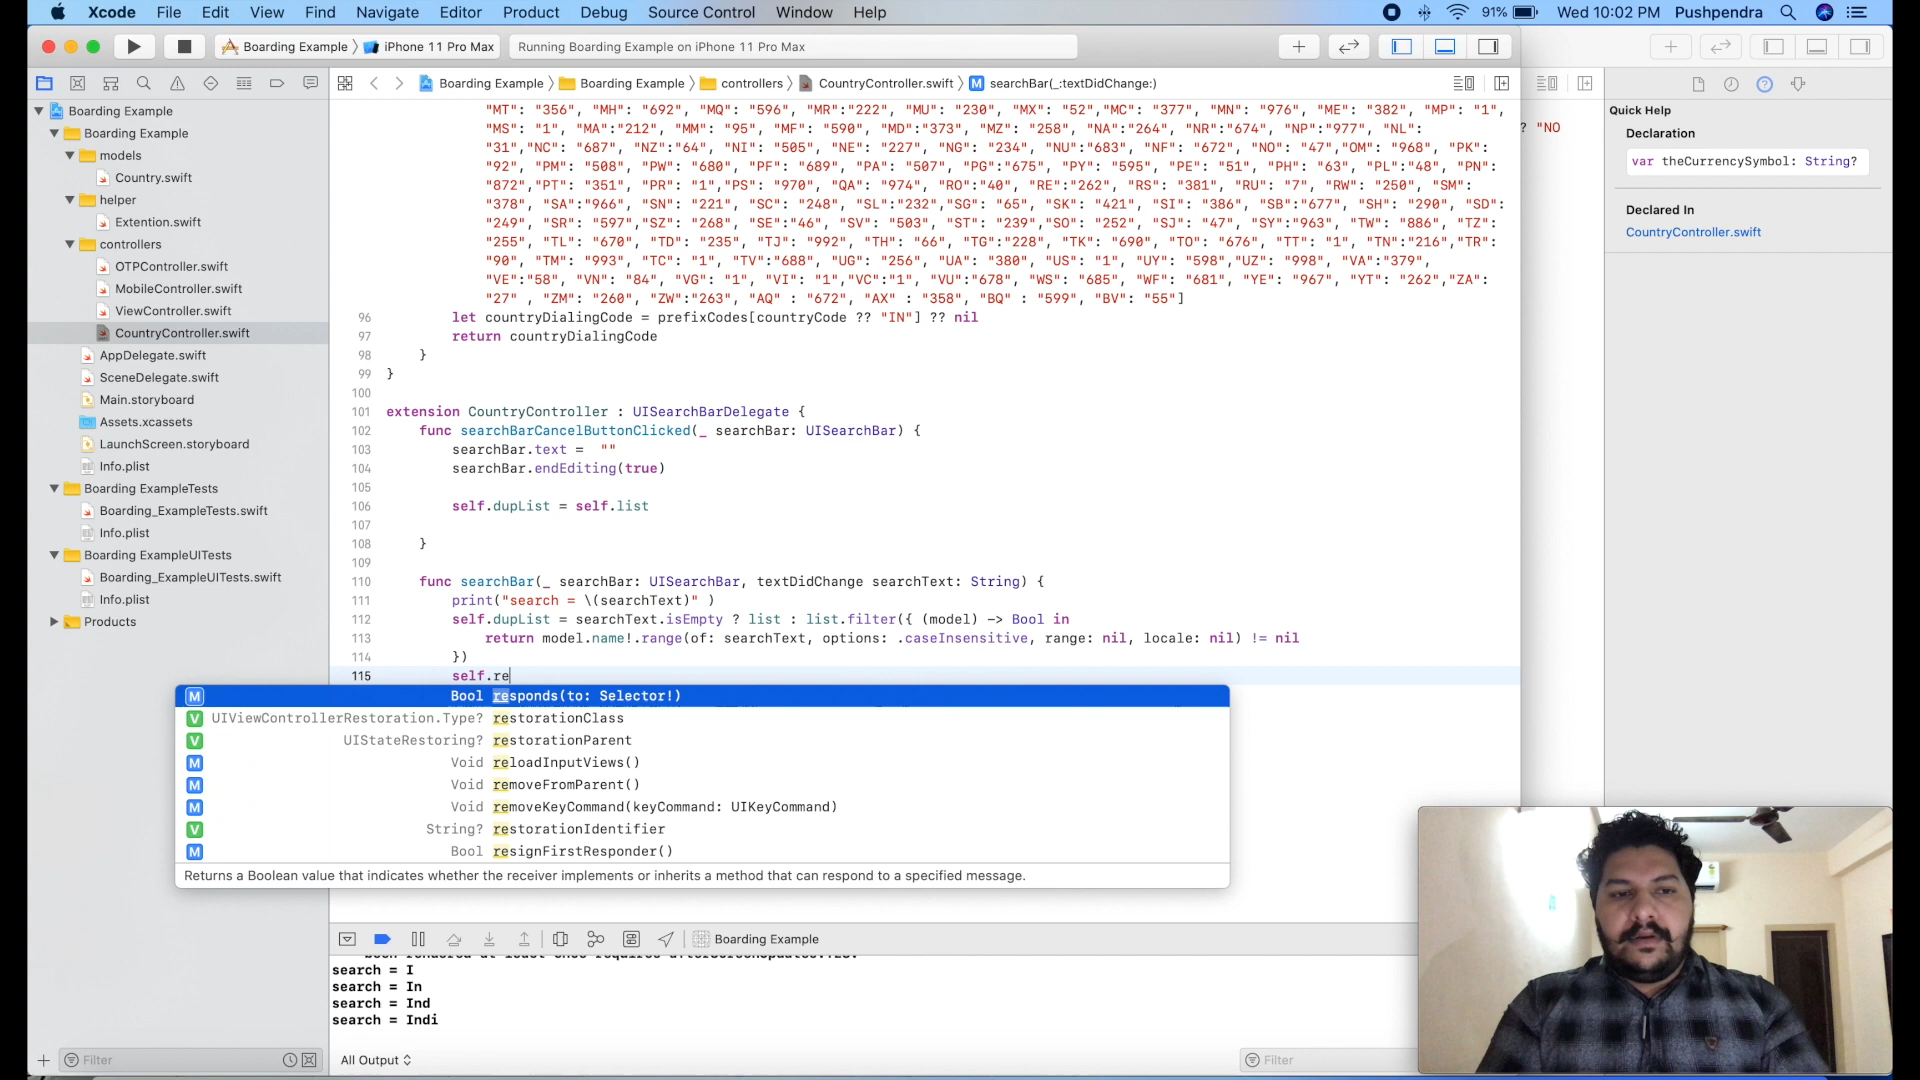 Xcode File Edit View Find Navigate Editor Product Debug Source Control Window Help 91% Wed 10:02 PM Pushpendra
Boarding Example iPhone 11 Pro Max Running Boarding Example on iPhone 11 Pro Max
Boarding Example Boarding Example controllers CountryController.swift M searchBar(_:textDidChange:)
Boarding Example
Boarding Example
models
Country.swift
helper
Extention.swift
controllers
OTPController.swift
MobileController.swift
ViewController.swift
CountryController.swift
AppDelegate.swift
SceneDelegate.swift
Main.storyboard
Assets.xcassets
LaunchScreen.storyboard
Info.plist
Boarding ExampleTests
Boarding_ExampleTests.swift
Info.plist
Boarding ExampleUITests
Boarding_ExampleUITests.swift
Info.plist
Products
Filter
"MT": "356", "MH": "692", "MQ": "596", "MR":"222", "MU": "230", "MX": "52","MC": "377", "MN": "976", "ME": "382", "MP": "1",
"MS": "1", "MA":"212", "MM": "95", "MF": "590", "MD":"373", "MZ": "258", "NA":"264", "NR":"674", "NP":"977", "NL":
"31","NC": "687", "NZ":"64", "NI": "505", "NE": "227", "NG": "234", "NU":"683", "NF": "672", "NO": "47","OM": "968", "PK":
"92", "PM": "508", "PW": "680", "PF": "689", "PA": "507", "PG":"675", "PY": "595", "PE": "51", "PH": "63", "PL":"48", "PN":
"872","PT": "351", "PR": "1","PS": "970", "QA": "974", "RO":"40", "RE":"262", "RS": "381", "RU": "7", "RW": "250", "SM":
"378", "SA":"966", "SN": "221", "SC": "248", "SL":"232","SG": "65", "SK": "421", "SI": "386", "SB":"677", "SH": "290", "SD":
"249", "SR": "597","SZ": "268", "SE":"46", "SV": "503", "ST": "239","SO": "252", "SJ": "47", "SY":"963", "TW": "886", "TZ":
"255", "TL": "670", "TD": "235", "TJ": "992", "TH": "66", "TG":"228", "TK": "690", "TO": "676", "TT": "1", "TN":"216","TR":
"90", "TM": "993", "TC": "1", "TV":"688", "UG": "256", "UA": "380", "US": "1", "UY": "598","UZ": "998", "VA":"379",
"VE":"58", "VN": "84", "VG": "1", "VI": "1","VC":"1", "VU":"678", "WS": "685", "WF": "681", "YE": "967", "YT": "262","ZA":
"27" , "ZM": "260", "ZW":"263", "AQ" : "672", "AX" : "358", "BQ" : "599", "BV": "55"]
96 let countryDialingCode = prefixCodes[countryCode ?? "IN"] ?? nil
97 return countryDialingCode
98 }
99 }
100
101 extension CountryController : UISearchBarDelegate {
102 func searchBarCancelButtonClicked(_ searchBar: UISearchBar) {
103 searchBar.text = ""
104 searchBar.endEditing(true)
105
106 self.dupList = self.list
107
108 }
109
110 func searchBar(_ searchBar: UISearchBar, textDidChange searchText: String) {
111 print("search = \(searchText)" )
112 self.dupList = searchText.isEmpty ? list : list.filter({ (model) -> Bool in
113 return model.name!.range(of: searchText, options: .caseInsensitive, range: nil, locale: nil) != nil
114 })
115 self.re
M Bool responds(to: Selector!)
V UIViewControllerRestoration.Type? restorationClass
V UIStateRestoring? restorationParent
M Void reloadInputViews()
M Void removeFromParent()
M Void removeKeyCommand(keyCommand: UIKeyCommand)
V String? restorationIdentifier
M Bool resignFirstResponder()
Returns a Boolean value that indicates whether the receiver implements or inherits a method that can respond to a specified message.
Boarding Example
search = I
search = In
search = Ind
search = Indi
All Output
Filter
? "NO
Quick Help
Declaration
var theCurrencySymbol: String?
Declared In
CountryController.swift